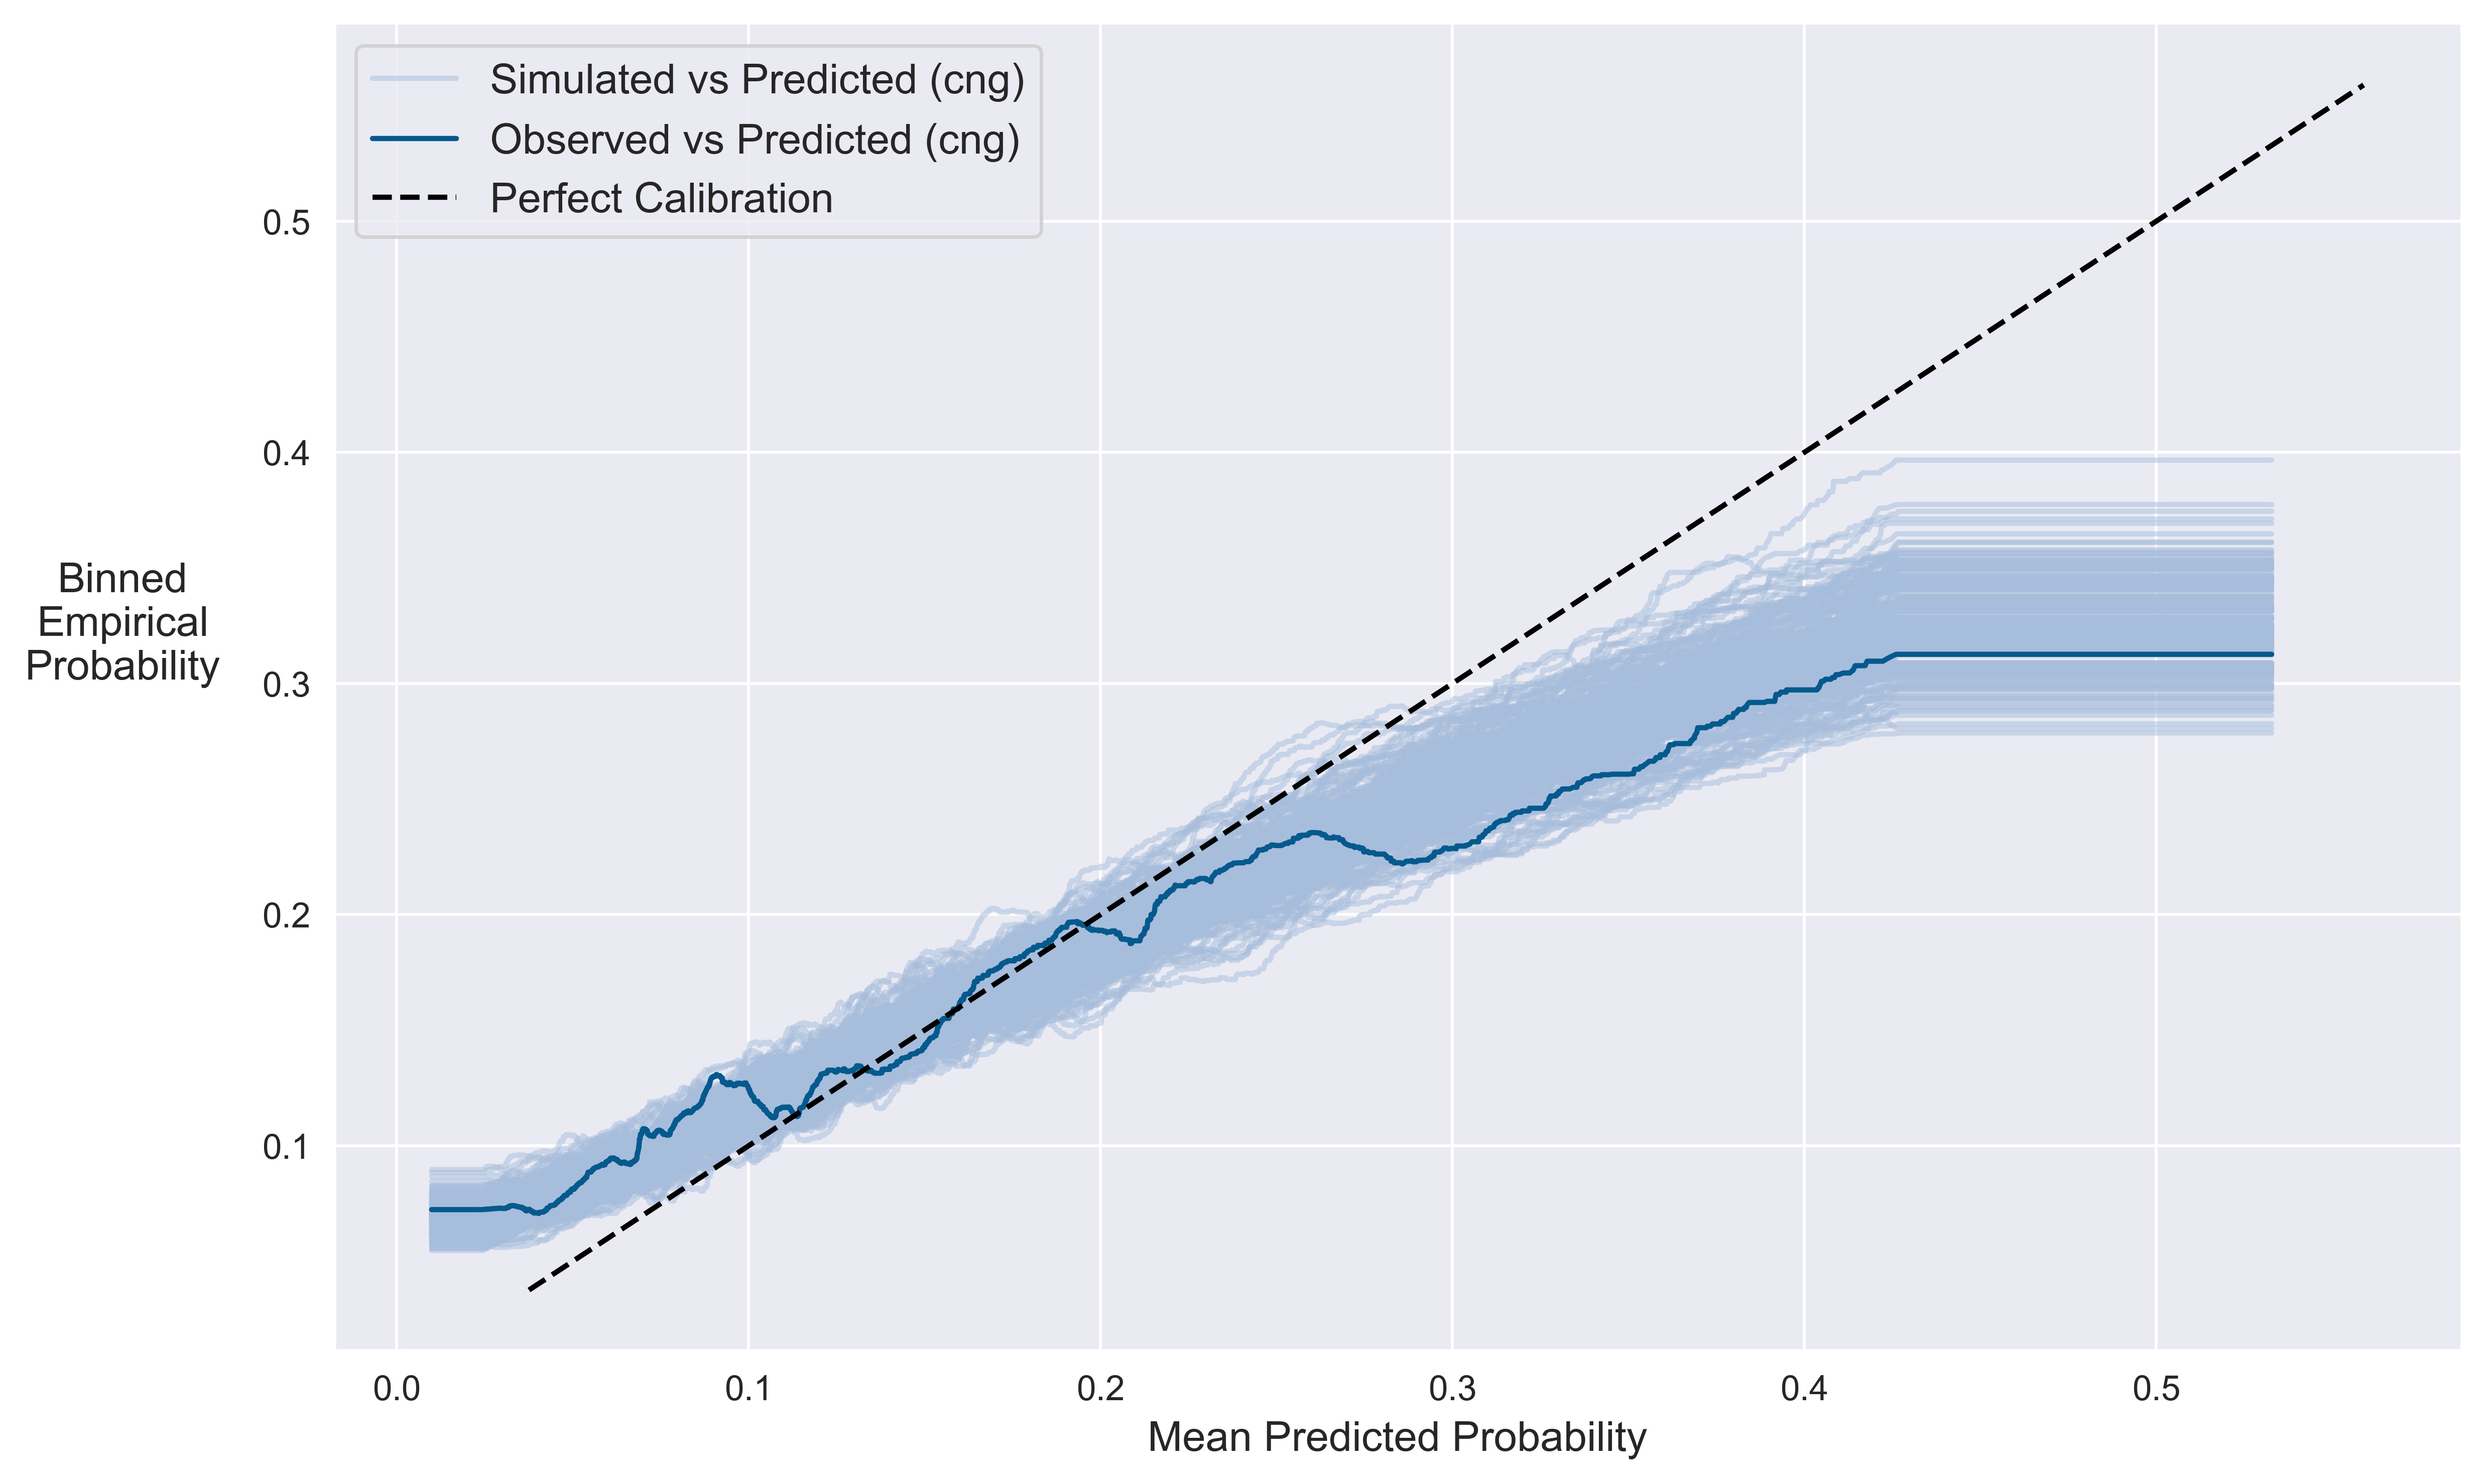 Simulated vs Predicted (cng)
Observed vs Predicted (cng)
Perfect Calibration
0.5
0.4
0.3
0.2
0.1
Binned
Empirical
Probability
0.0 0.1 0.2 0.3 0.4 0.5
Mean Predicted Probability